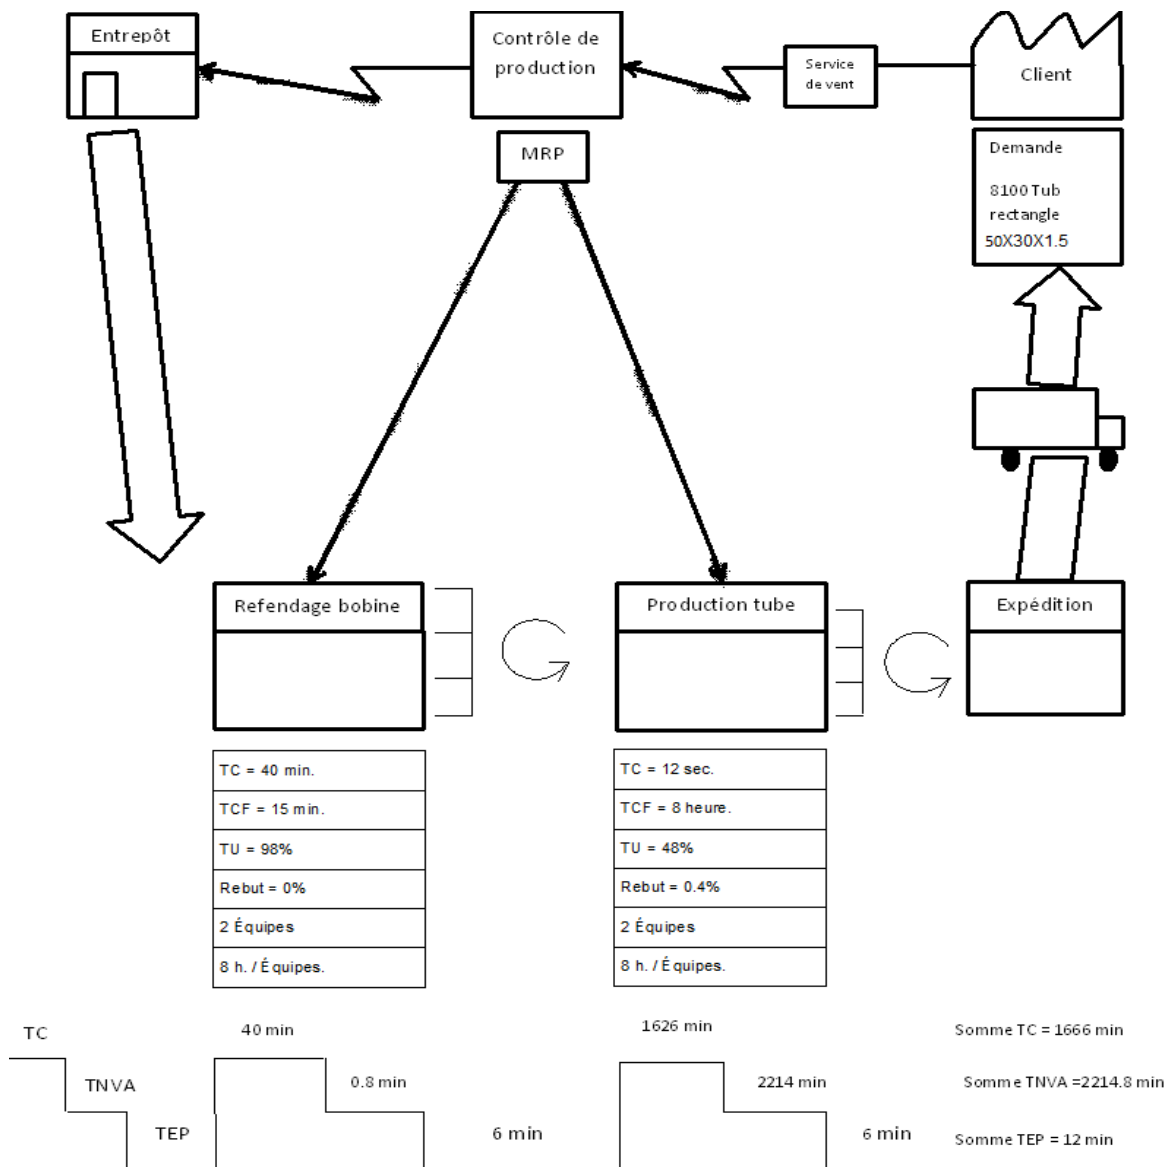 Entrepôt
Contrôle de
production
Service
de vent
Client
MRP
Demande
8100 Tub
rectangle
50X30X1.5
Refendage bobine
Production tube
Expédition
TC = 40 min.
TCF = 15 min.
TU = 98%
Rebut = 0%
2 Équipes
8 h. / Équipes.
TC = 12 sec.
TCF = 8 heure.
TU = 48%
Rebut = 0.4%
2 Équipes
8 h. / Équipes.
TC
40 min
1626 min
Somme TC = 1666 min
TNVA
0.8 min
2214 min
Somme TNVA =2214.8 min
TEP
6 min
6 min
Somme TEP = 12 min